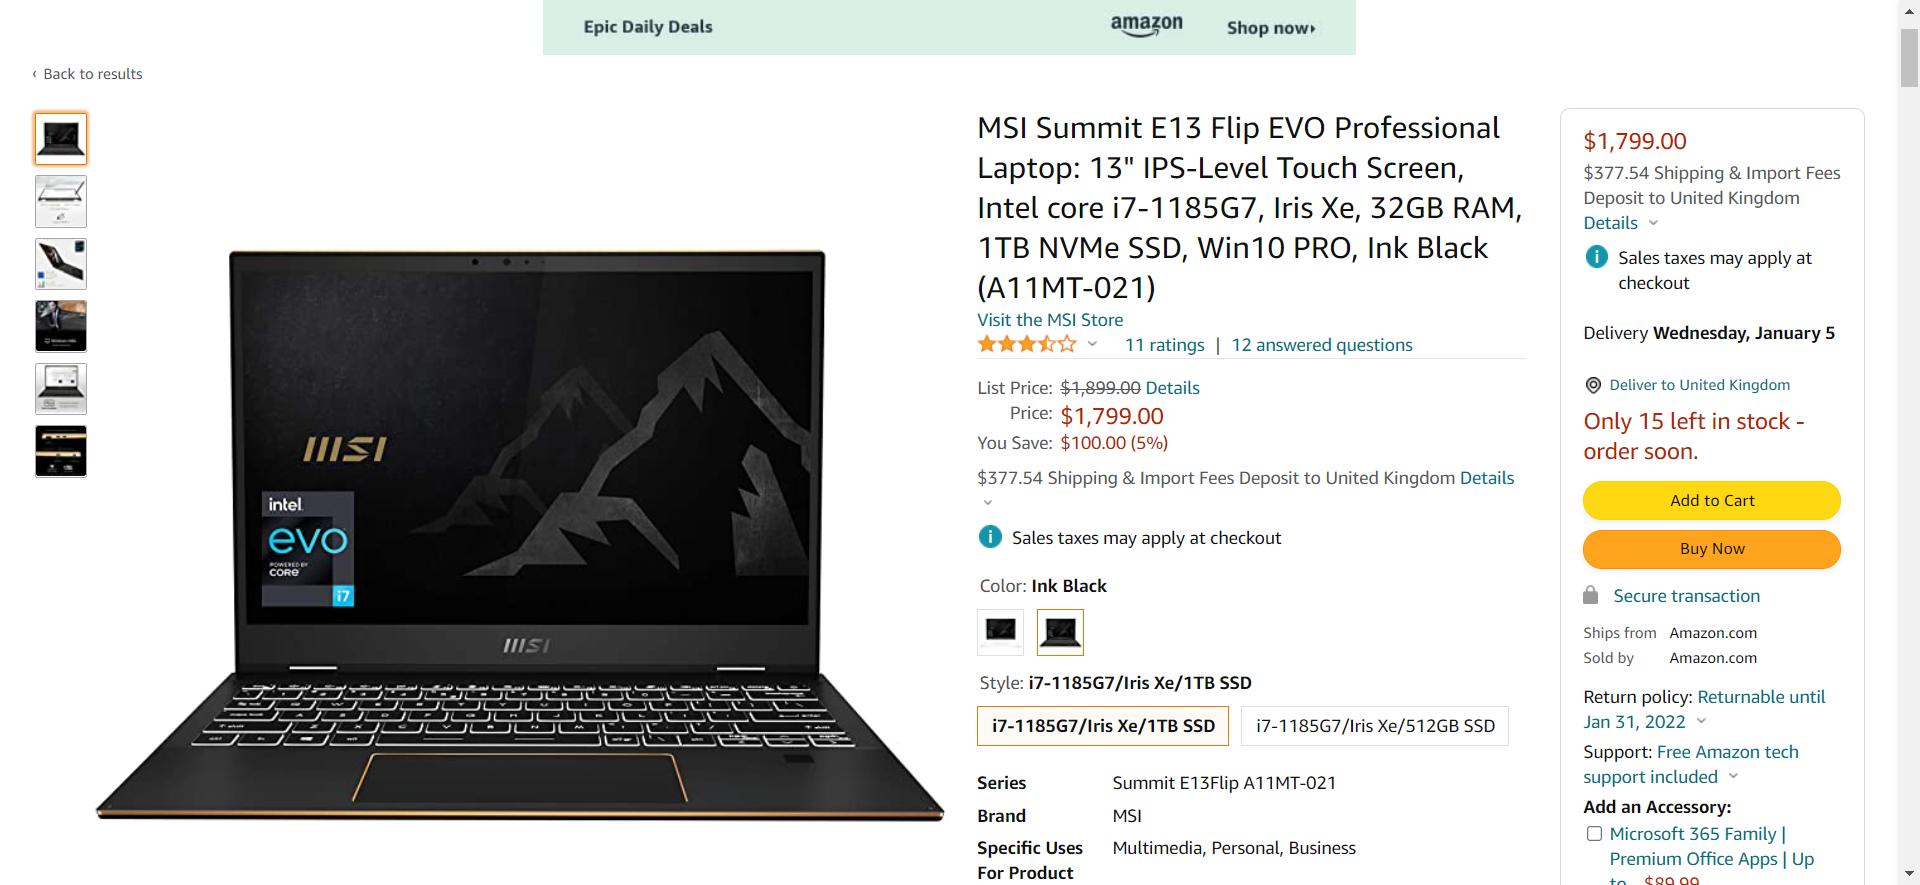 Epic Daily Deals
amazon
Shop now
‹ Back to results
MSI Summit E13 Flip EVO Professional
Laptop: 13" IPS-Level Touch Screen,
Intel core i7-1185G7, Iris Xe, 32GB RAM,
1TB NVMe SSD, Win10 PRO, Ink Black
(A11MT-021)
Visit the MSI Store
11 ratings | 12 answered questions
List Price: $1,899.00 Details
Price: $1,799.00
You Save: $100.00 (5%)
$377.54 Shipping & Import Fees Deposit to United Kingdom Details
Sales taxes may apply at checkout
Color: Ink Black
Style: i7-1185G7/Iris Xe/1TB SSD
i7-1185G7/Iris Xe/1TB SSD
i7-1185G7/Iris Xe/512GB SSD
Series Summit E13Flip A11MT-021
Brand MSI
Specific Uses Multimedia, Personal, Business
For Product
msi
intel
evo
POWERED BY
CORE
i7
msi
$1,799.00
$377.54 Shipping & Import Fees
Deposit to United Kingdom
Details
Sales taxes may apply at
checkout
Delivery Wednesday, January 5
Deliver to United Kingdom
Only 15 left in stock -
order soon.
Add to Cart
Buy Now
Secure transaction
Ships from Amazon.com
Sold by Amazon.com
Return policy: Returnable until
Jan 31, 2022
Support: Free Amazon tech
support included
Add an Accessory:
Microsoft 365 Family |
Premium Office Apps | Up
to $89.99